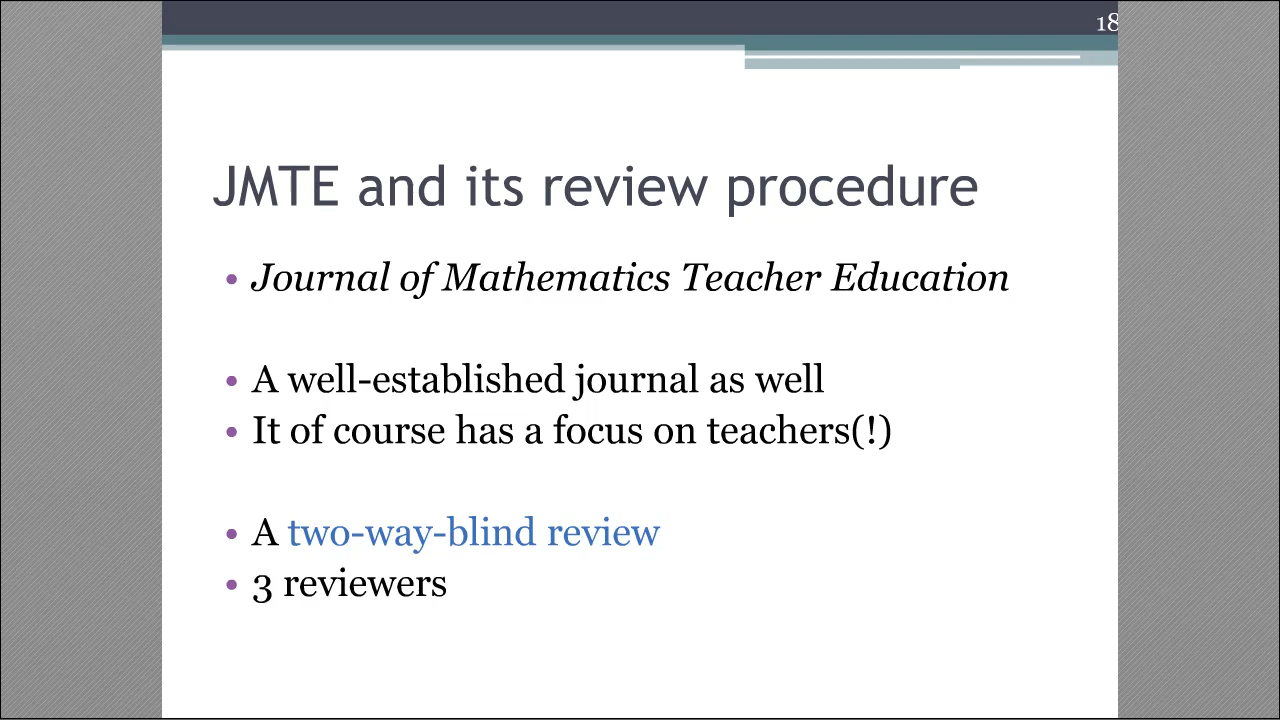 18
JMTE and its review procedure
• Journal of Mathematics Teacher Education
• A well-established journal as well
• It of course has a focus on teachers(!)
• A two-way-blind review
• 3 reviewers